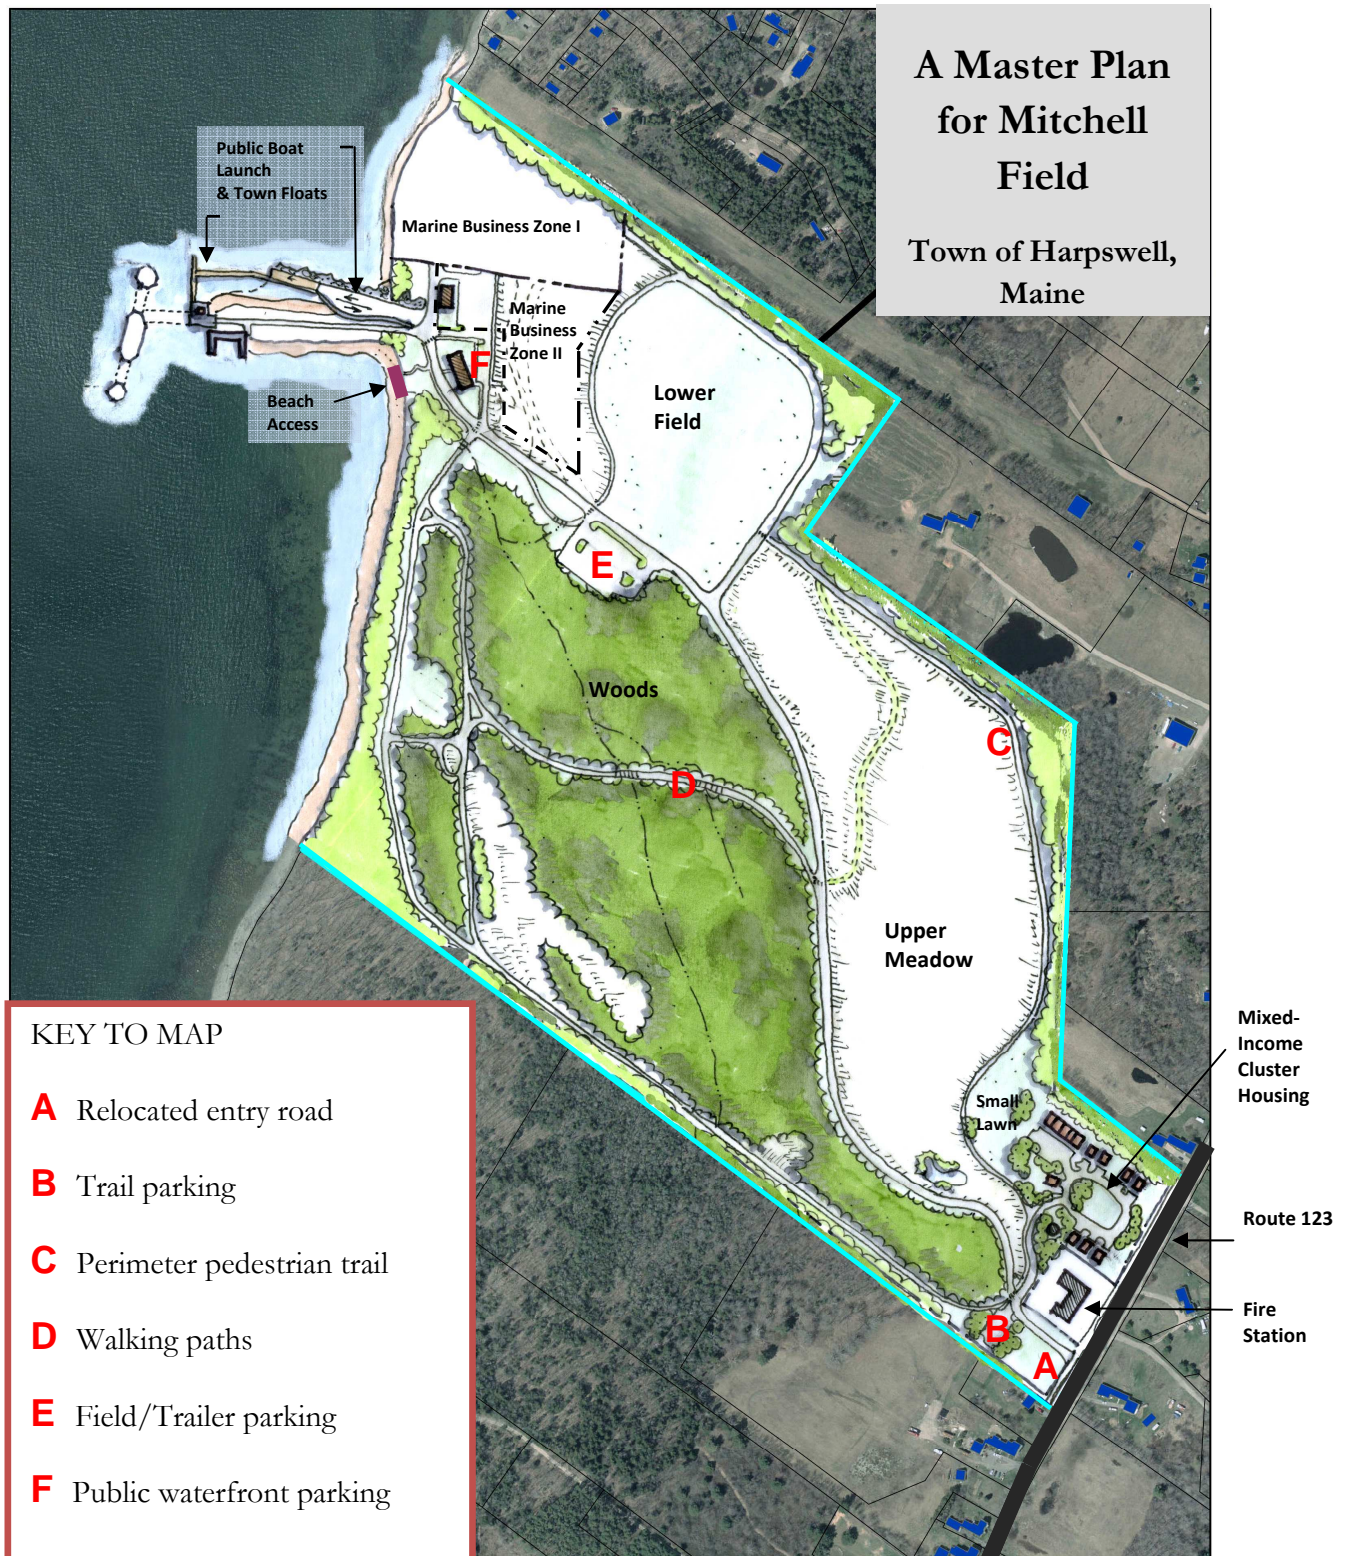 A Master Plan
for Mitchell
Field
Town of Harpswell,
Maine
Public Boat
Launch
& Town Floats
Marine Business Zone I
Marine
Business
Zone II
F
Beach
Access
Lower
Field
E
Woods
C
D
Upper
Meadow
Mixed-
Income
Cluster
Housing
Small
Lawn
Route 123
Fire
Station
B
A
KEY TO MAP
A Relocated entry road
B Trail parking
C Perimeter pedestrian trail
D Walking paths
E Field/Trailer parking
F Public waterfront parking